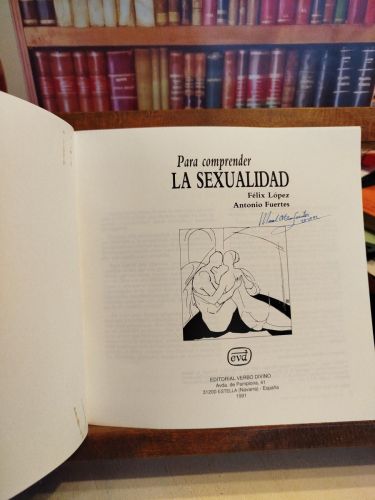 Para comprender
LA SEXUALIDAD
Félix López
Antonio Fuertes
evd
EDITORIAL VERBO DIVINO
Avda. de Pamplona, 41
31200 ESTELLA (Navarra) - España
1991